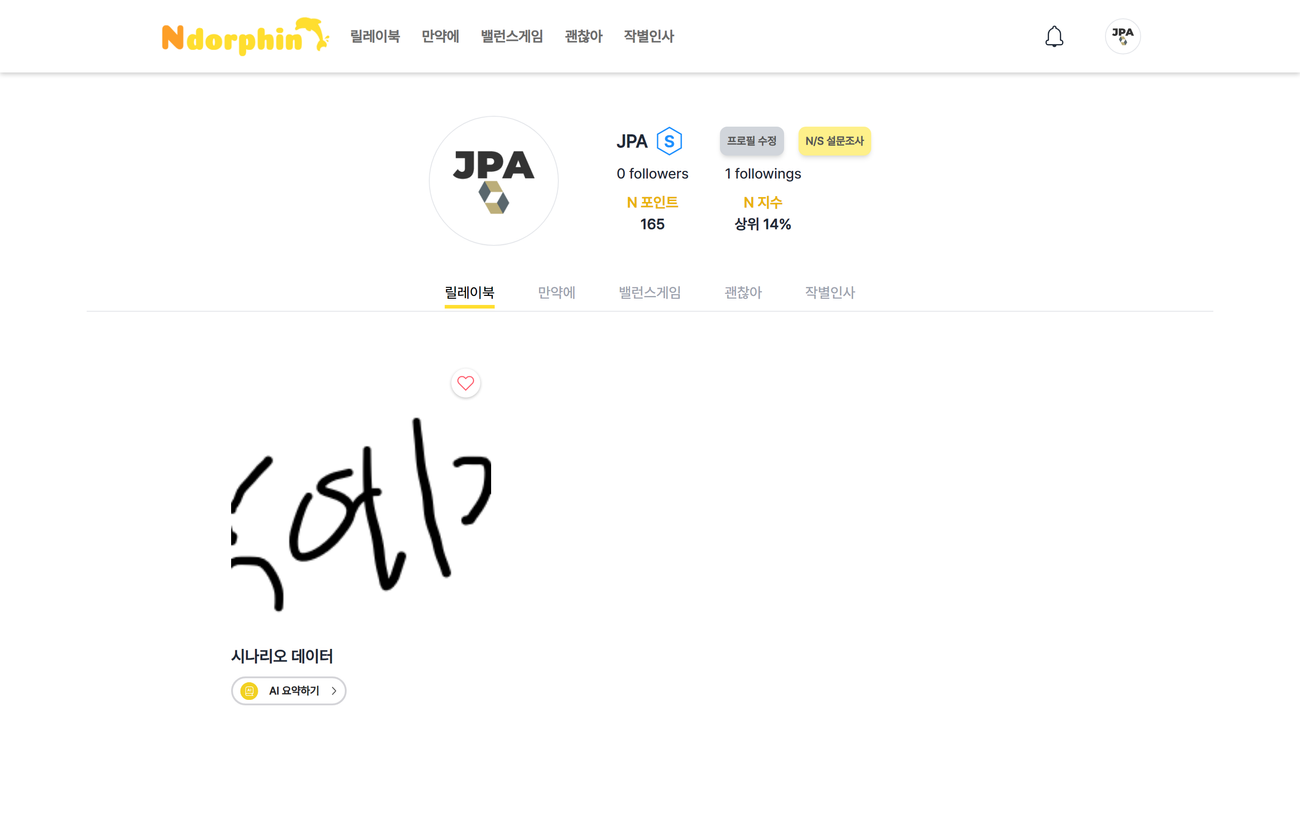 Ndorphin 릴레이북 만약에 밸런스게임 괜찮아 작별인사 JPA
JPA
JPA S 프로필 수정 N/S 설문조사
0 followers 1 followings
N 포인트 N 지수
165 상위 14%
릴레이북 만약에 밸런스게임 괜찮아 작별인사
시나리오 데이터
AI 요약하기 >